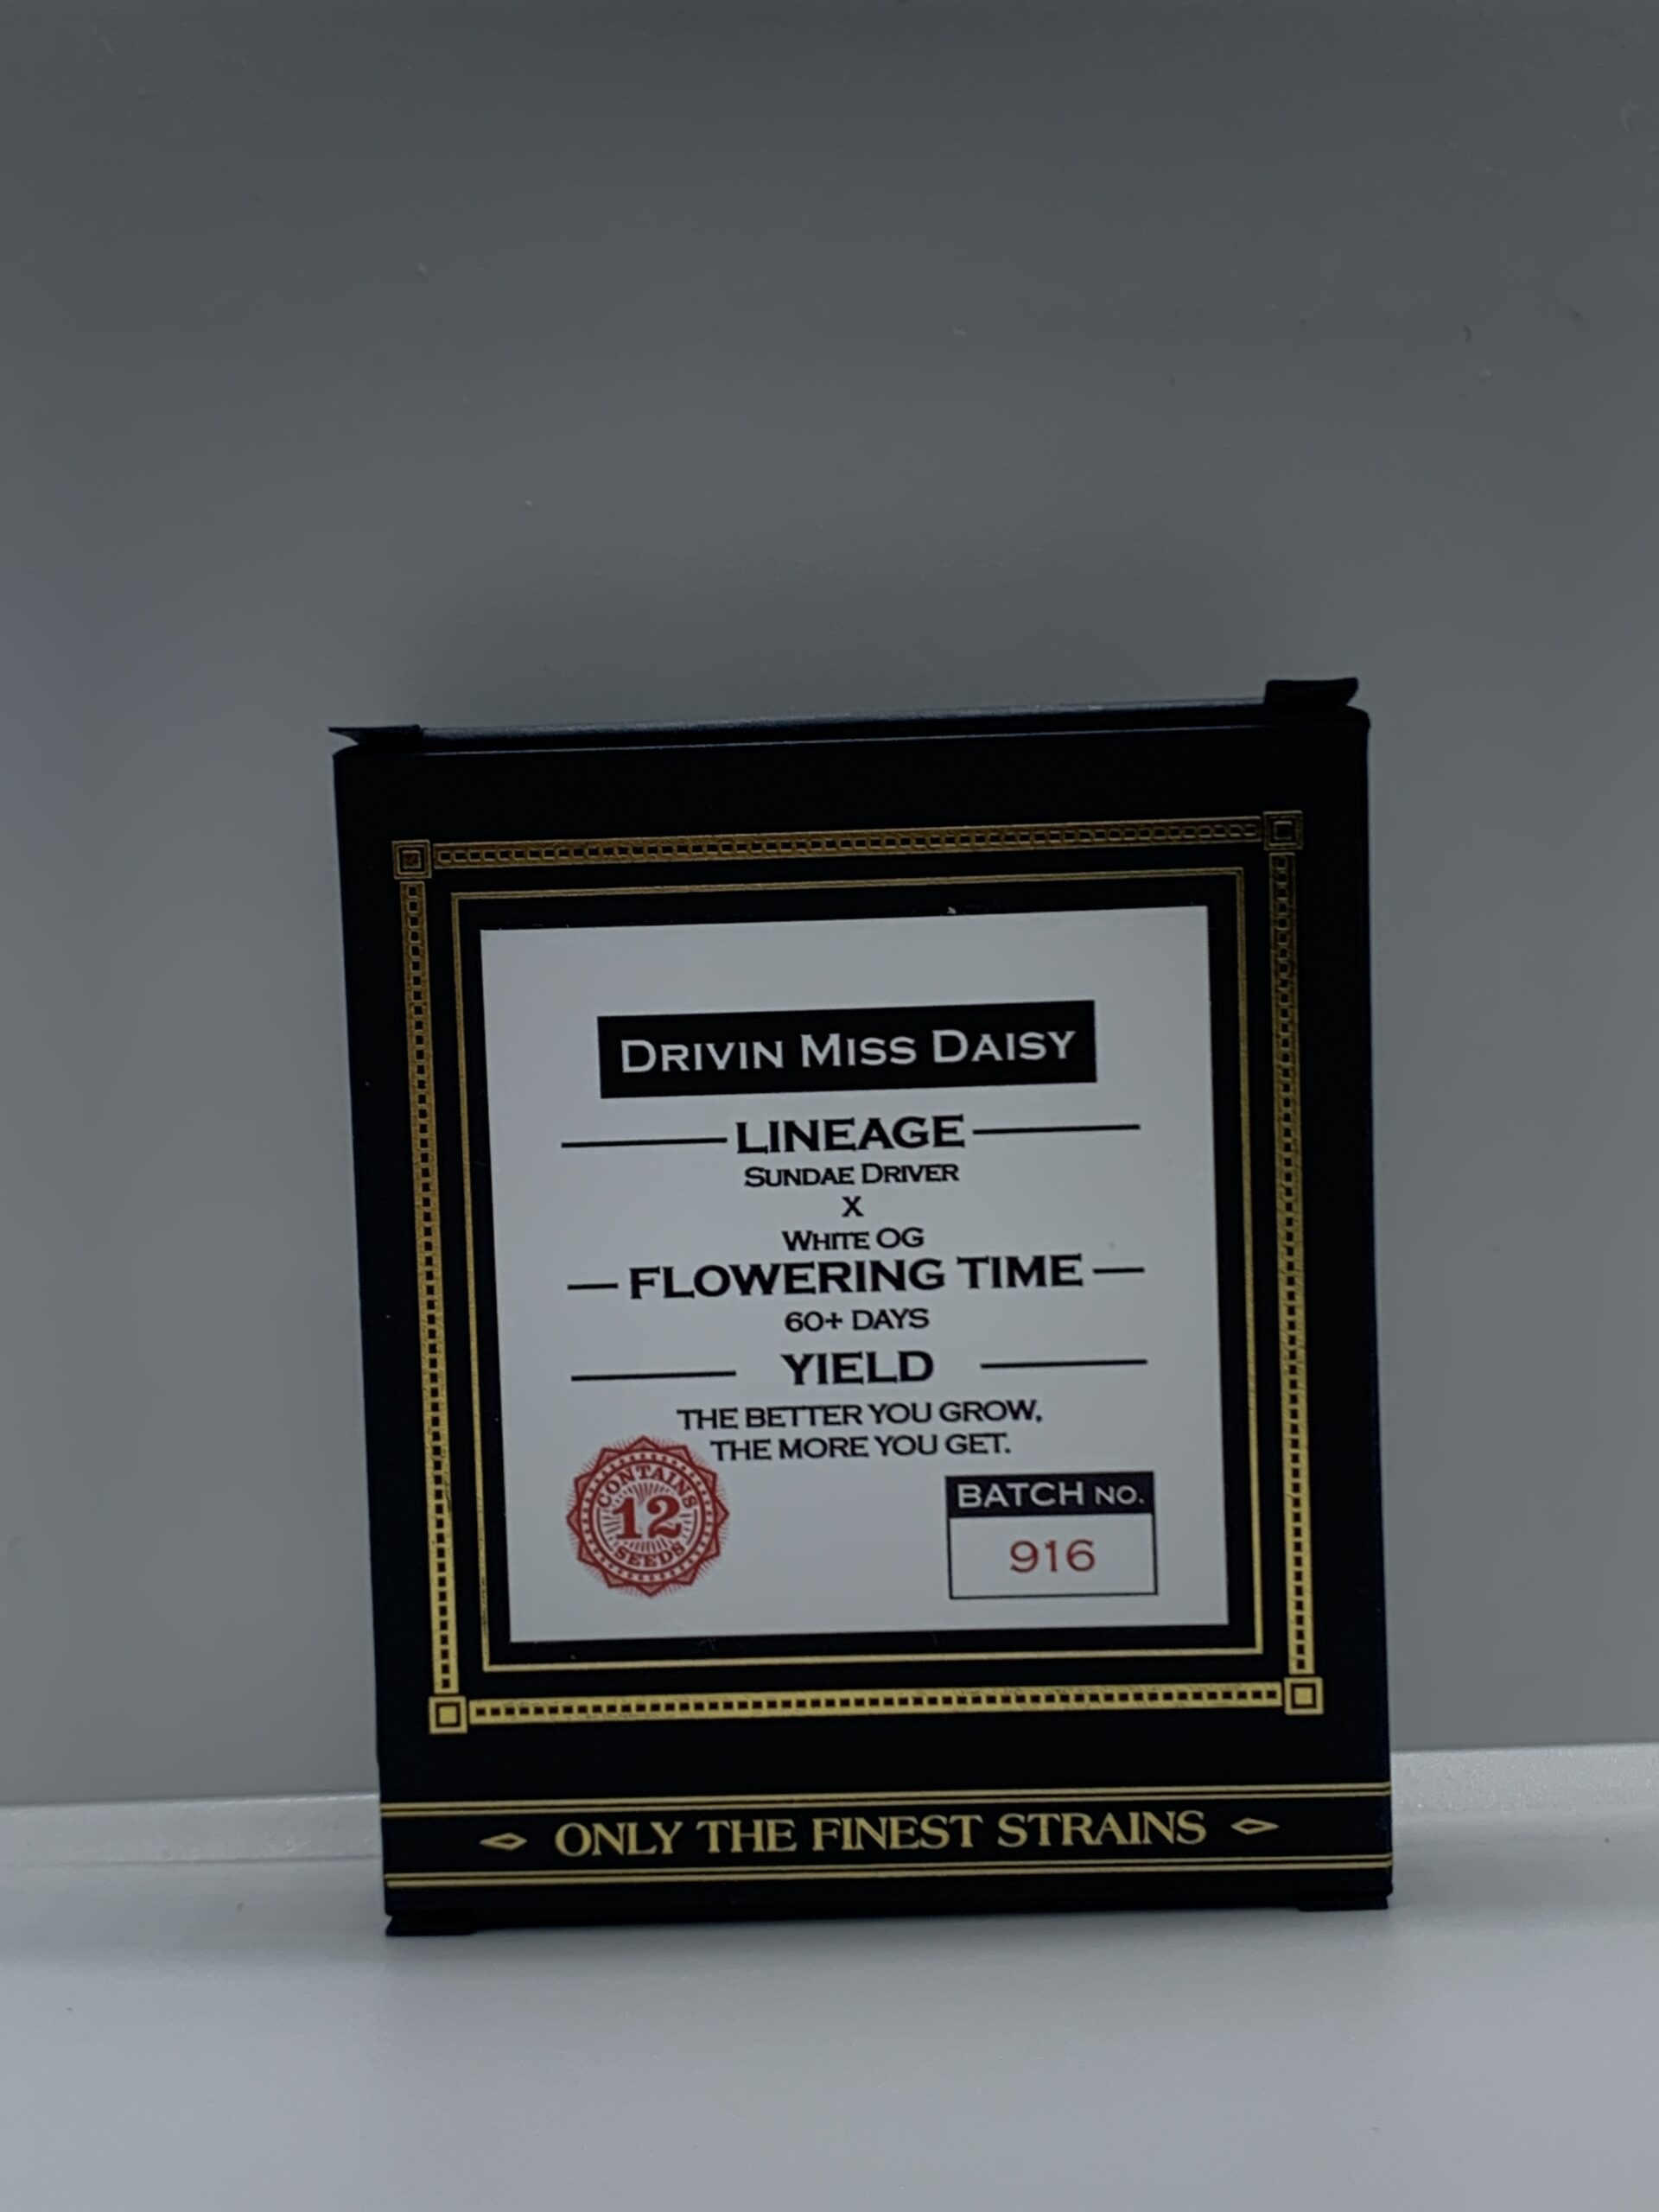 DRIVIN MISS DAISY
LINEAGE
SUNDAE DRIVER
X
WHITE OG
FLOWERING TIME
60+ DAYS
YIELD
THE BETTER YOU GROW,
THE MORE YOU GET.
CONTAINS
12
SEEDS
BATCH NO.
916
ONLY THE FINEST STRAINS